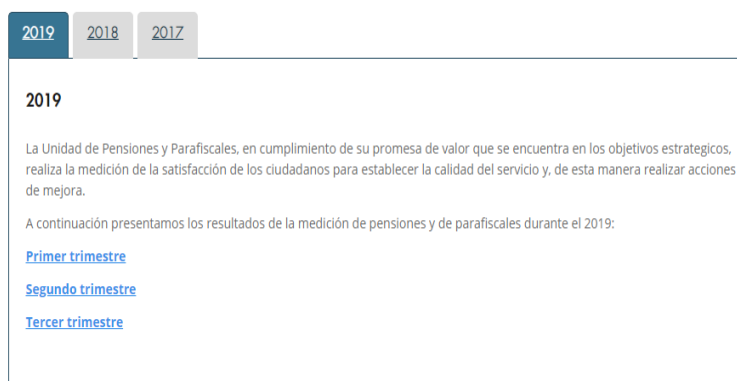 2019 2018 2017
2019
La Unidad de Pensiones y Parafiscales, en cumplimiento de su promesa de valor que se encuentra en los objetivos estrategicos,
realiza la medición de la satisfacción de los ciudadanos para establecer la calidad del servicio y, de esta manera realizar acciones
de mejora.
A continuación presentamos los resultados de la medición de pensiones y de parafiscales durante el 2019:
Primer trimestre
Segundo trimestre
Tercer trimestre